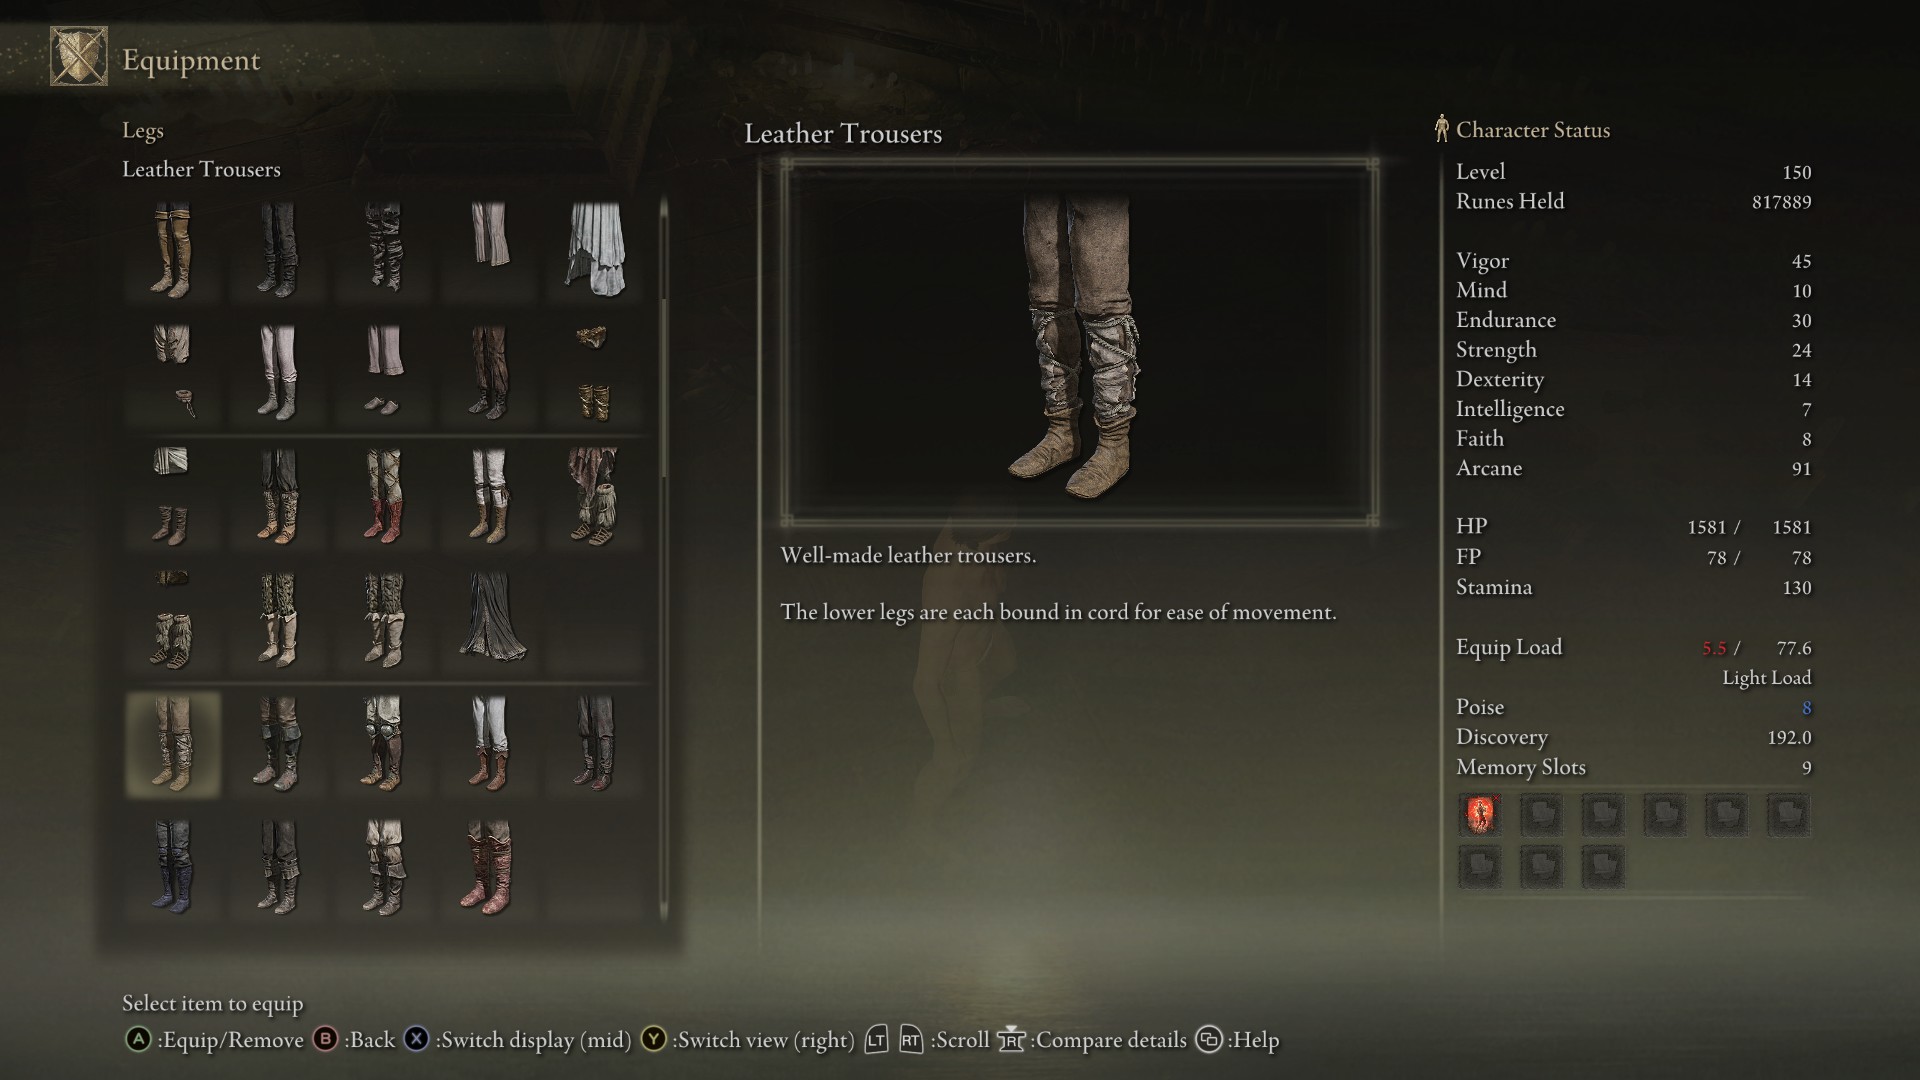 Equipment
Legs
Leather Trousers
Leather Trousers
Well-made leather trousers.
The lower legs are each bound in cord for ease of movement.
Character Status
Level 150
Runes Held 817889
Vigor 45
Mind 10
Endurance 30
Strength 24
Dexterity 14
Intelligence 7
Faith 8
Arcane 91
HP 1581 / 1581
FP 78 / 78
Stamina 130
Equip Load 5.5 / 77.6
Light Load
Poise 8
Discovery 192.0
Memory Slots 9
Select item to equip
A :Equip/Remove B :Back X :Switch display (mid) Y :Switch view (right) LT RT :Scroll R :Compare details :Help